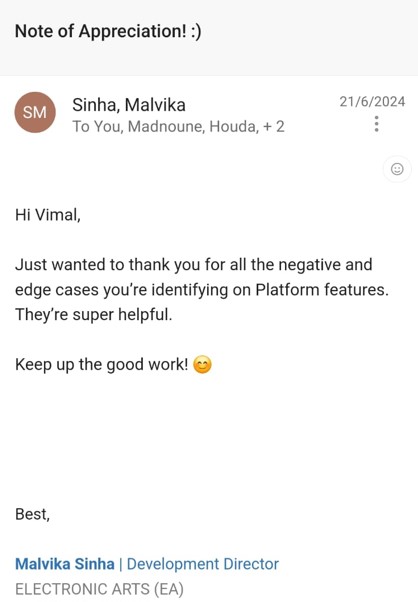 Note of Appreciation! :)
SM
Sinha, Malvika
21/6/2024
To You, Madnoune, Houda, + 2
Hi Vimal,
Just wanted to thank you for all the negative and
edge cases you’re identifying on Platform features.
They’re super helpful.
Keep up the good work! 😊
Best,
Malvika Sinha | Development Director
ELECTRONIC ARTS (EA)